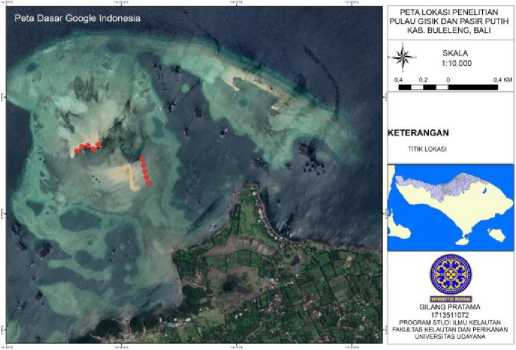 Peta Dasar Google Indonesia
PETA LOKASI PENELITIAN
PULAU GISIK DAN PASIR PUTIH
KAB. BULELENG, BALI
SKALA
1:10.000
0,4 0,2 0 0,4 KM
KETERANGAN
TITIK LOKASI
UNIVERSITAS UDAYANA
GILANG PRATAMA
1713511072
PROGRAM STUDI ILMU KELAUTAN
FAKULTAS KELAUTAN DAN PERIKANAN
UNIVERSITAS UDAYANA